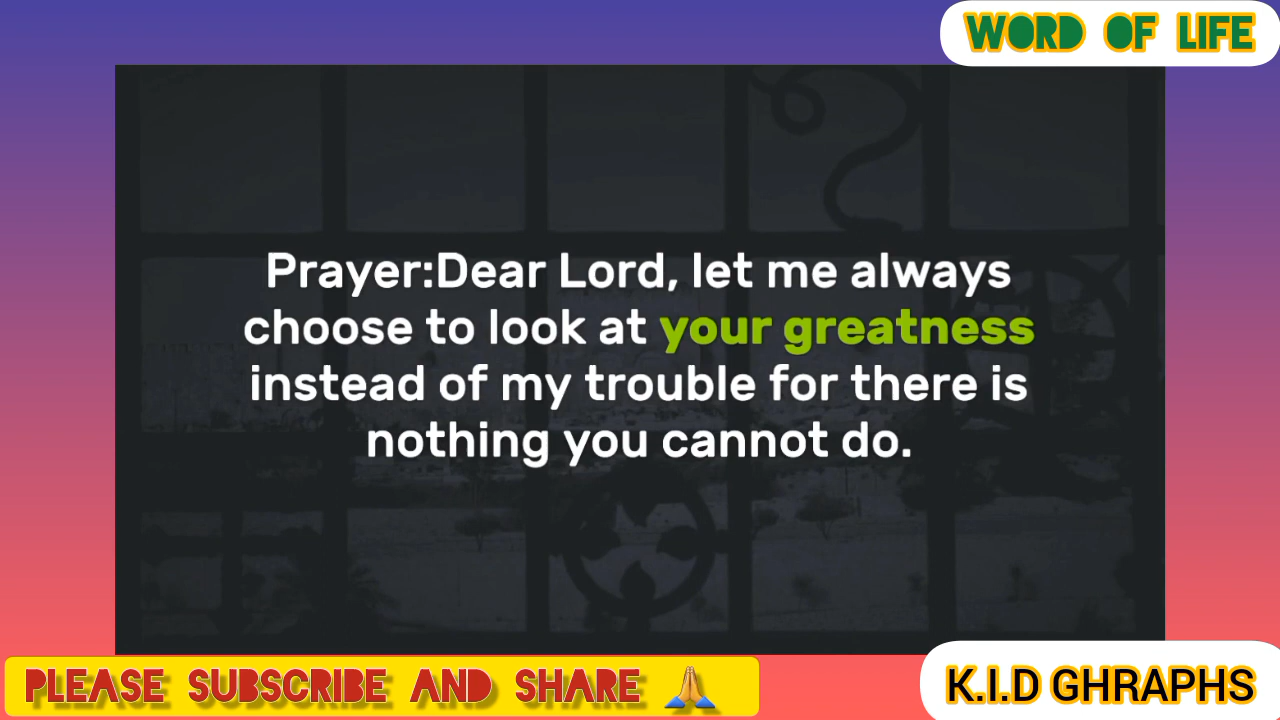 WORD OF LIFE
Prayer:Dear Lord, let me always
choose to look at your greatness
instead of my trouble for there is
nothing you cannot do.
PLEASE SUBSCRIBE AND SHARE 🙏
K.I.D GHRAPHS